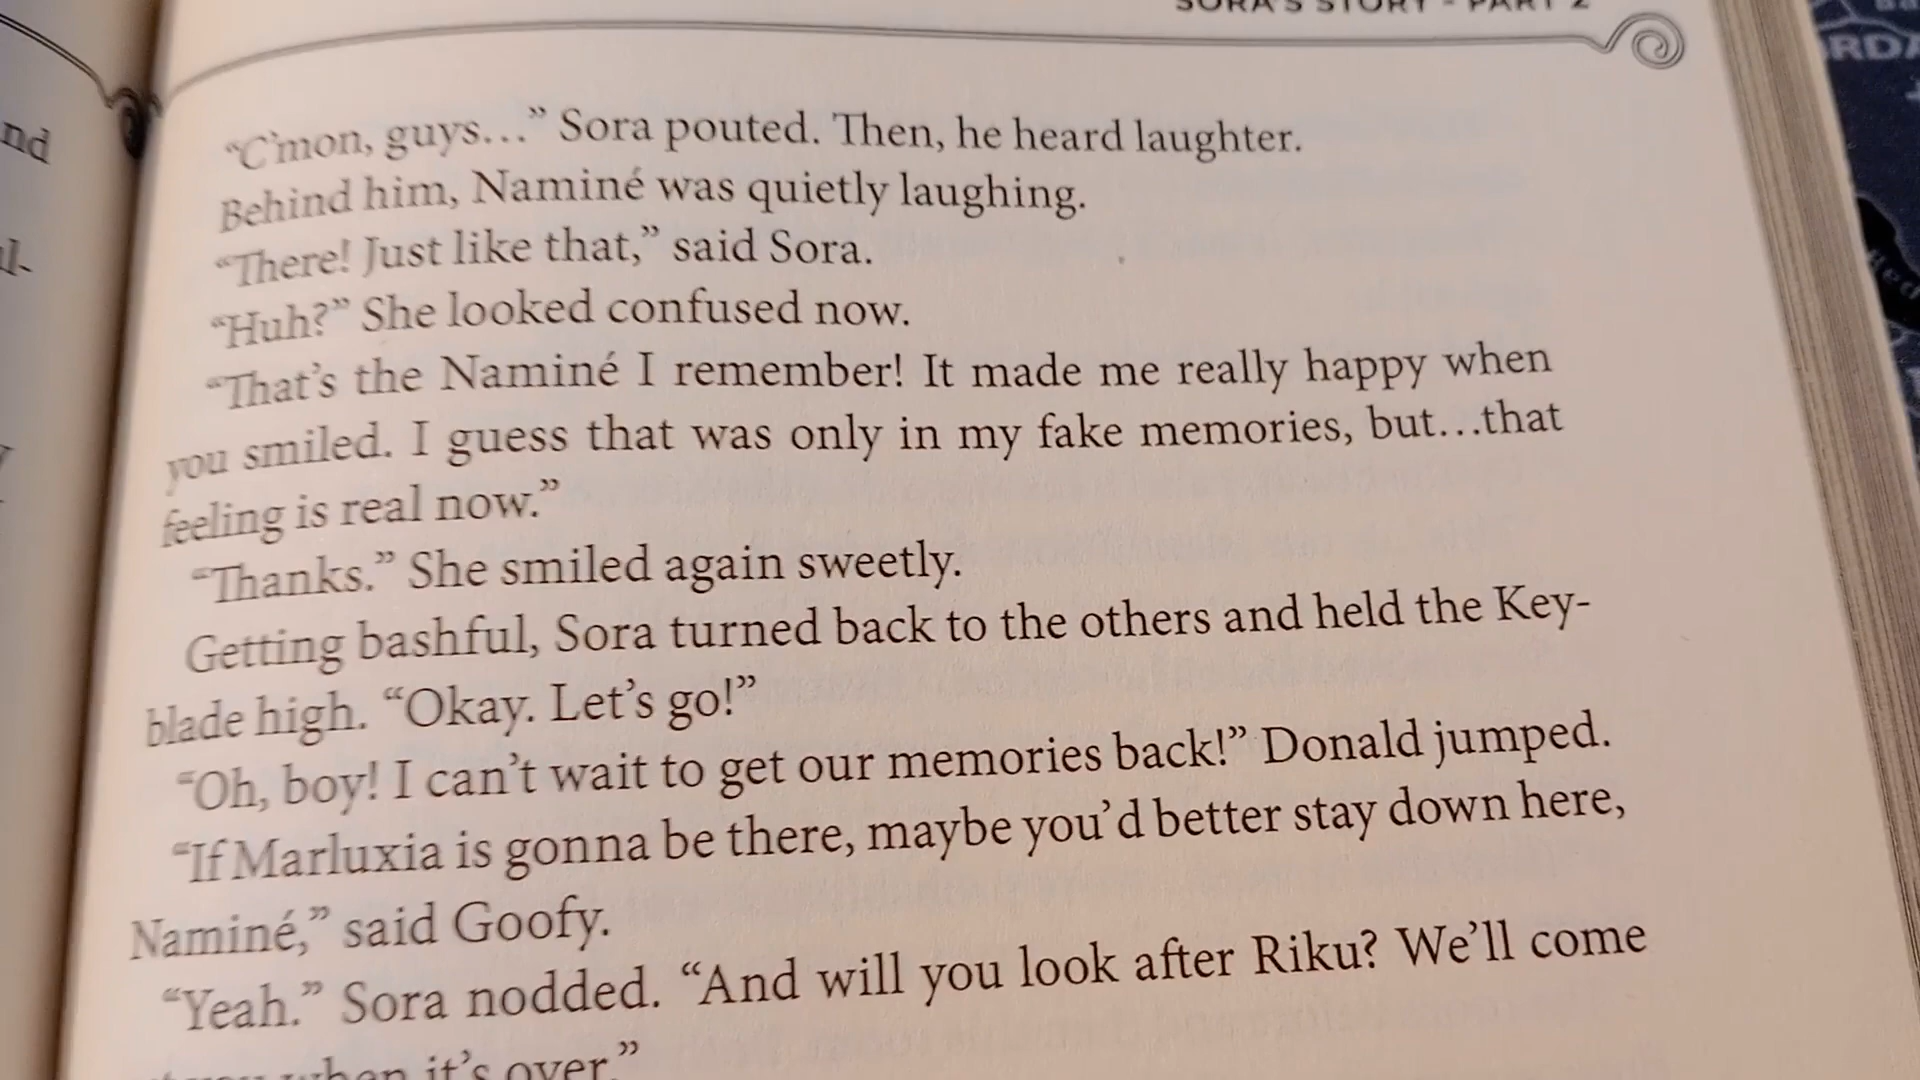 SORA'S STORY - PART 2
“C'mon, guys…” Sora pouted. Then, he heard laughter.
Behind him, Naminé was quietly laughing.
“There! Just like that,” said Sora.
“Huh?” She looked confused now.
“That’s the Naminé I remember! It made me really happy when
you smiled. I guess that was only in my fake memories, but…that
feeling is real now.”
“Thanks.” She smiled again sweetly.
Getting bashful, Sora turned back to the others and held the Key-
blade high. “Okay. Let’s go!”
“Oh, boy! I can’t wait to get our memories back!” Donald jumped.
“If Marluxia is gonna be there, maybe you’d better stay down here,
Naminé,” said Goofy.
“Yeah.” Sora nodded. “And will you look after Riku? We’ll come
when it’s over.”